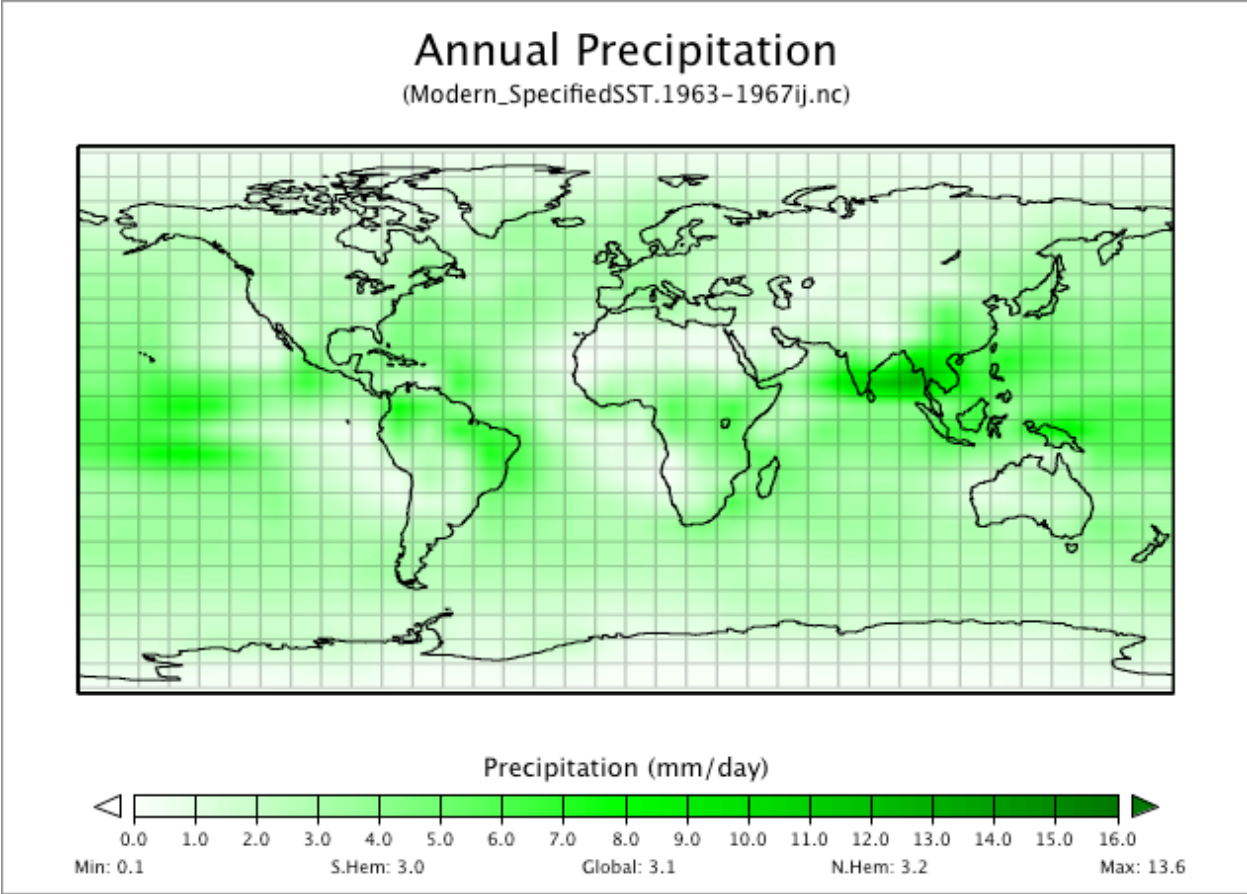 Annual Precipitation
(Modern_SpecifiedSST.1963-1967ij.nc)
Precipitation (mm/day)
0.0 1.0 2.0 3.0 4.0 5.0 6.0 7.0 8.0 9.0 10.0 11.0 12.0 13.0 14.0 15.0 16.0
Min: 0.1 S.Hem: 3.0 Global: 3.1 N.Hem: 3.2 Max: 13.6